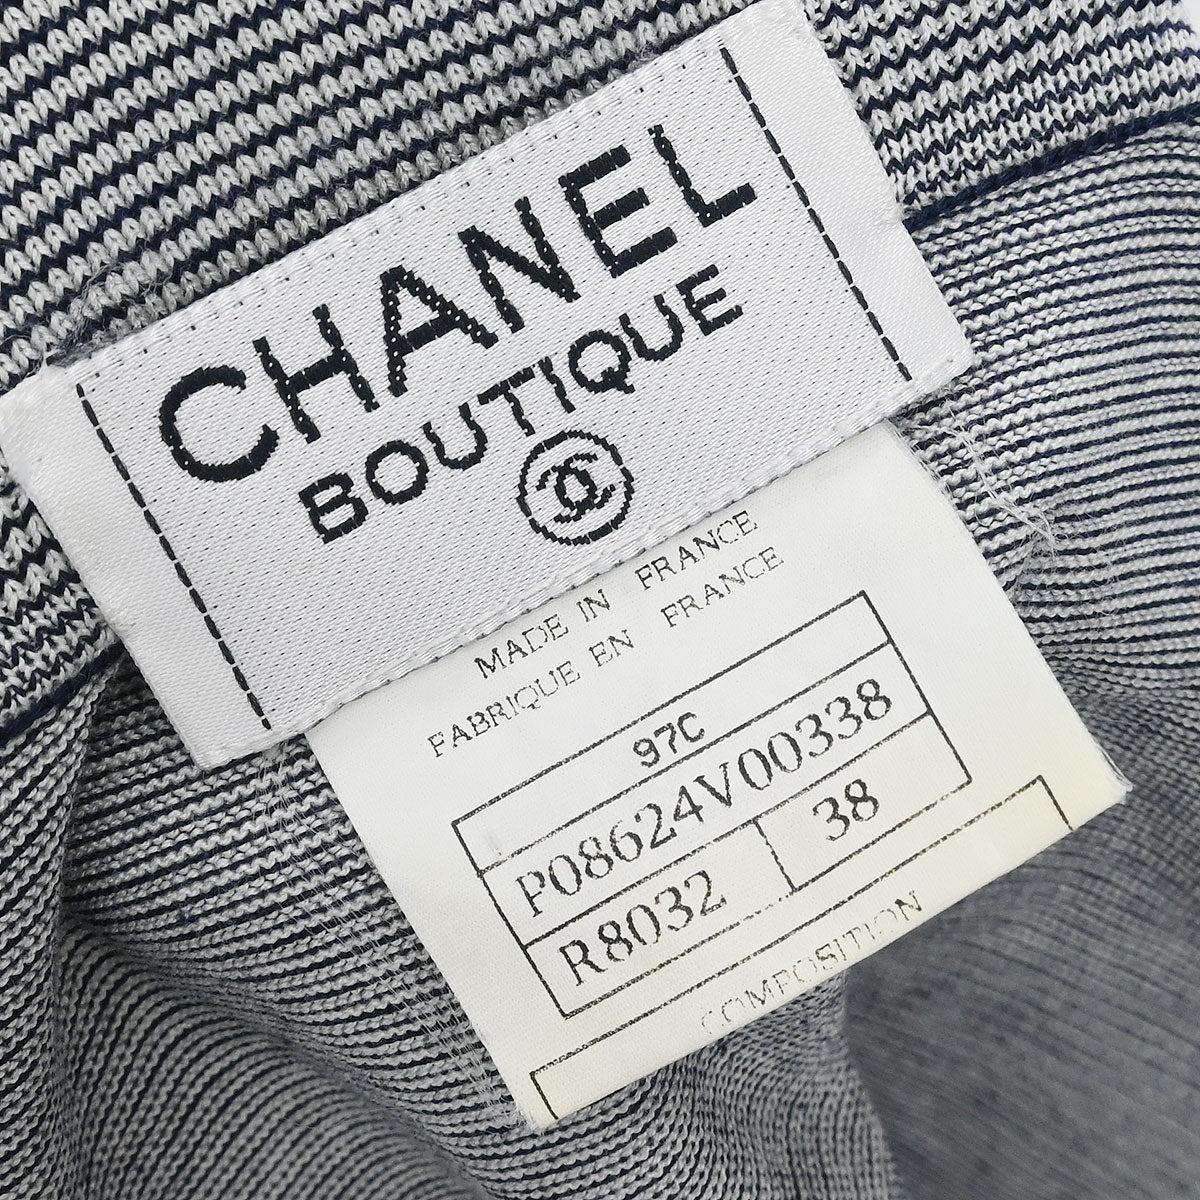 CHANEL
BOUTIQUE
MADE IN FRANCE
FABRIQUE EN FRANCE
97C
P08624V00338
R8032 38
COMPOSITION